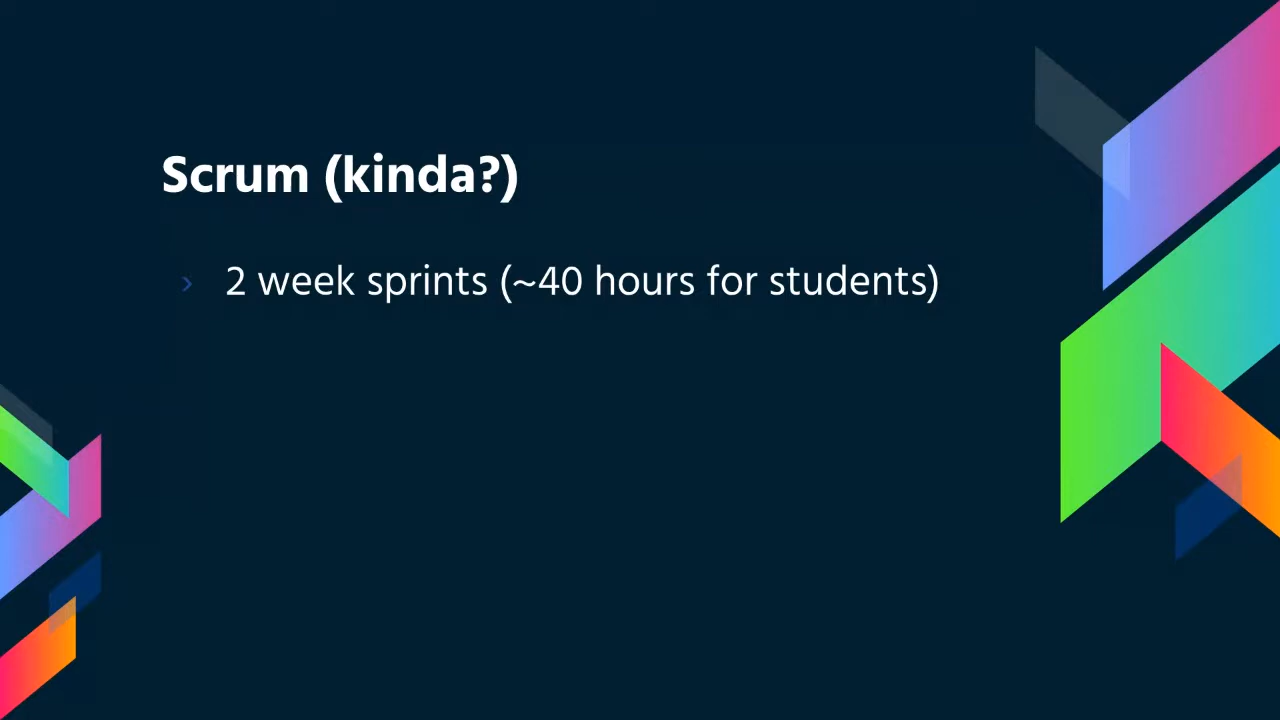 Scrum (kinda?)
› 2 week sprints (~40 hours for students)